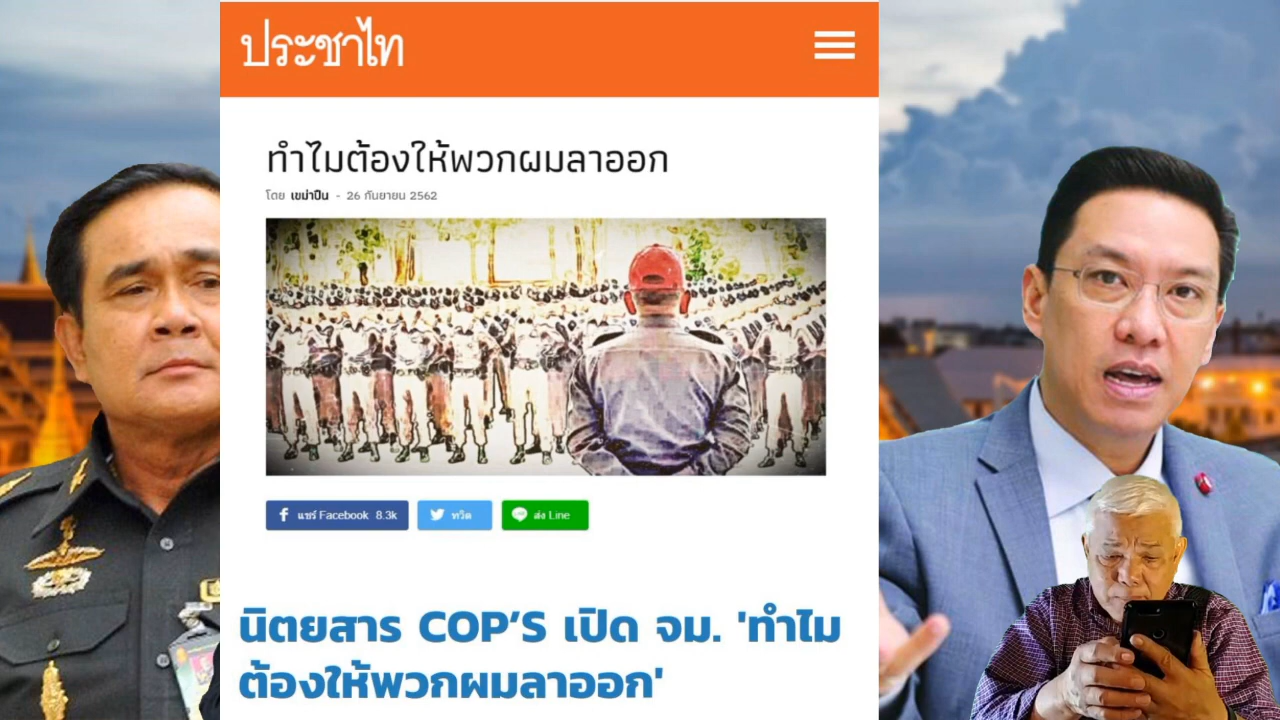 ประชาไท
ทำไมต้องให้พวกผมลาออก
โดย เขม่าปืน - 26 กันยายน 2562
แชร์ Facebook 8.3k
ทวีต
ส่ง Line
นิตยสาร COP’S เปิด จม. 'ทำไม
ต้องให้พวกผมลาออก'